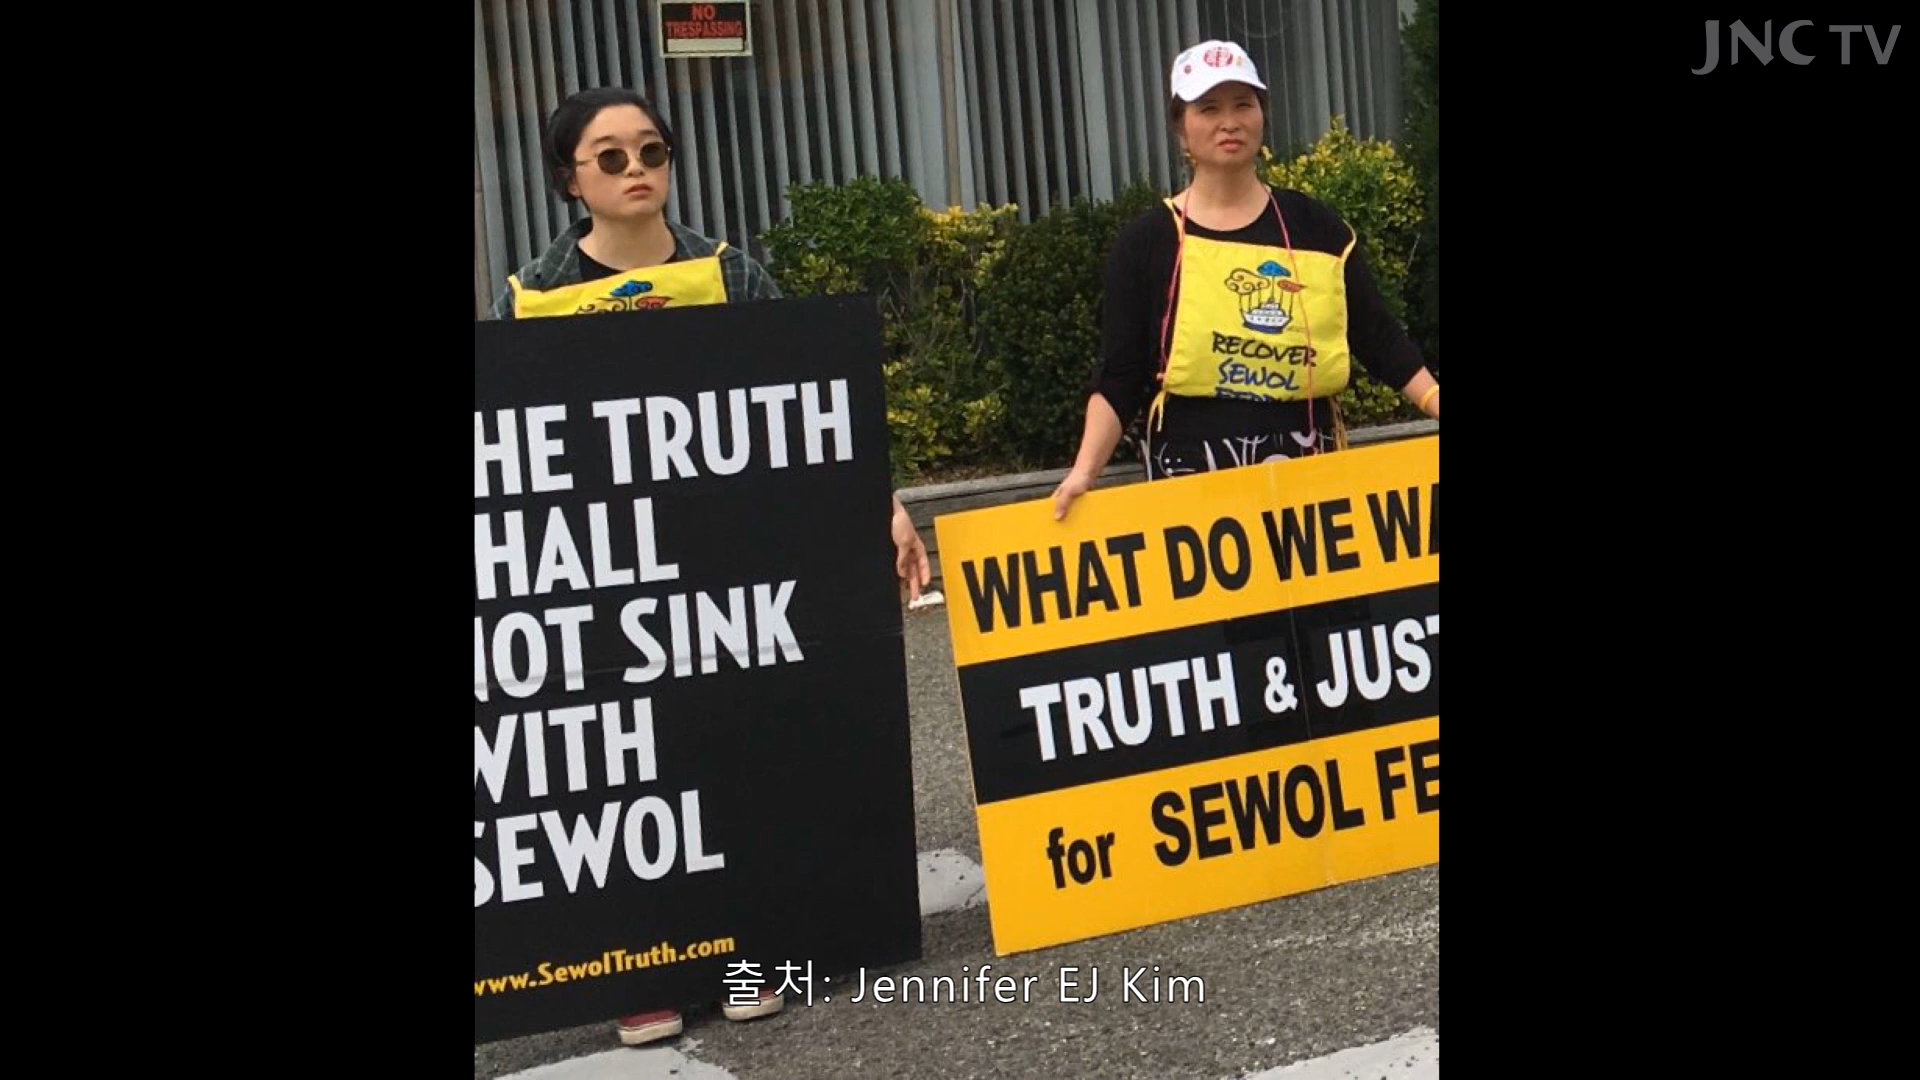 JNC TV
NO
TRESPASSING
RECOVER
SEWOL
HE TRUTH
HALL
NOT SINK
WITH
SEWOL
www.SewolTruth.com
WHAT DO WE WA
TRUTH & JUST
for SEWOL FE
출처: Jennifer EJ Kim